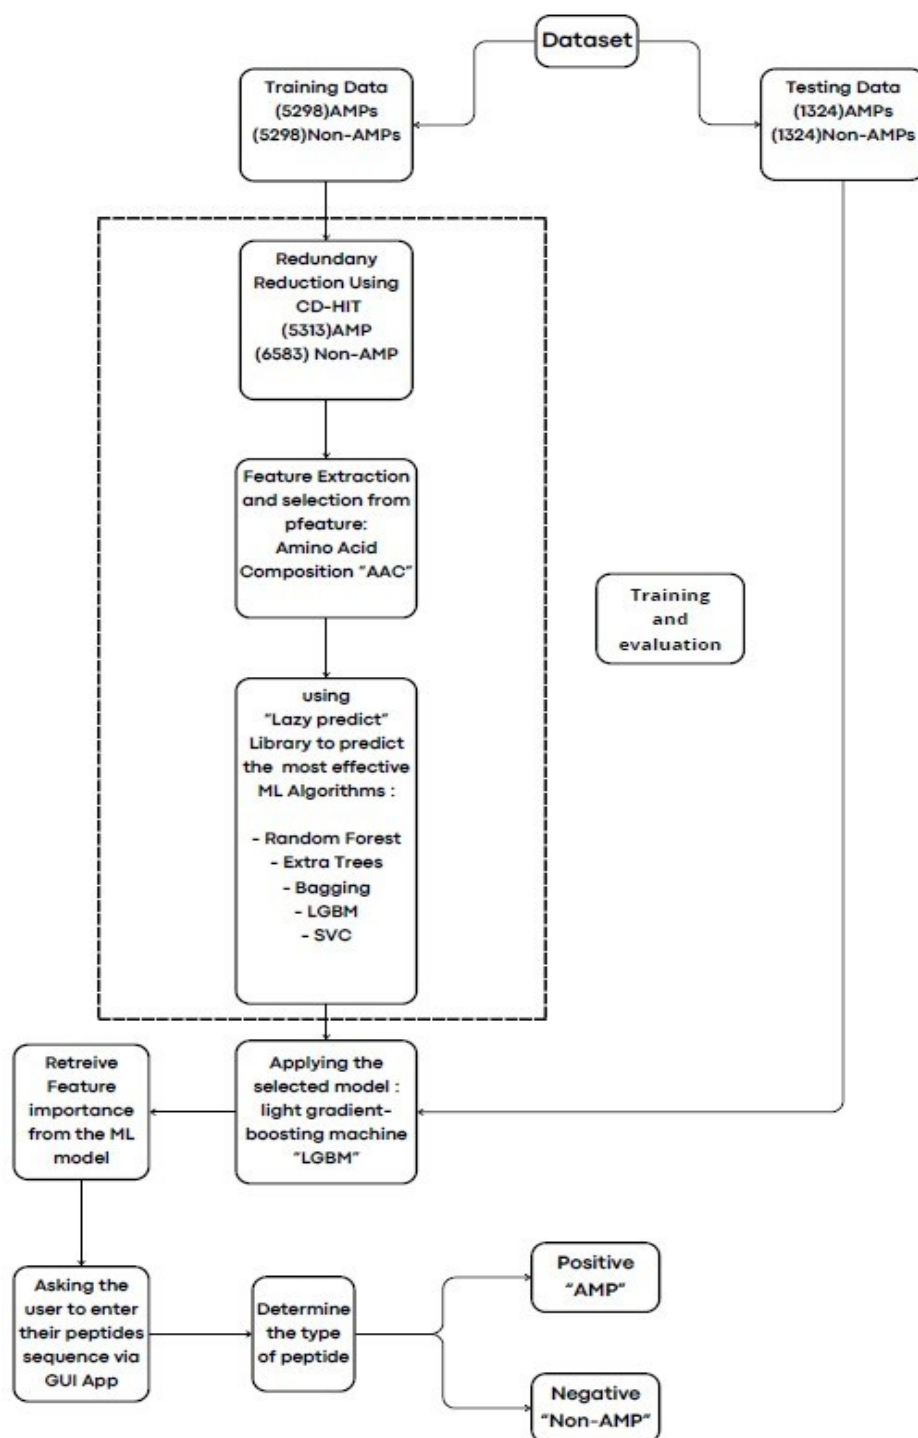 Dataset
Training Data
(5298)AMPs
(5298)Non-AMPs
Testing Data
(1324)AMPs
(1324)Non-AMPs
Redundany
Reduction Using
CD-HIT
(5313)AMP
(6583) Non-AMP
Feature Extraction
and selection from
pfeature:
Amino Acid
Composition "AAC"
Training
and
evaluation
using
"Lazy predict"
Library to predict
the most effective
ML Algorithms :
- Random Forest
- Extra Trees
- Bagging
- LGBM
- SVC
Applying the
selected model :
light gradient-
boosting machine
"LGBM"
Retreive
Feature
importance
from the ML
model
Asking the
user to enter
their peptides
sequence via
GUI App
Determine
the type
of peptide
Positive
"AMP"
Negative
"Non-AMP"